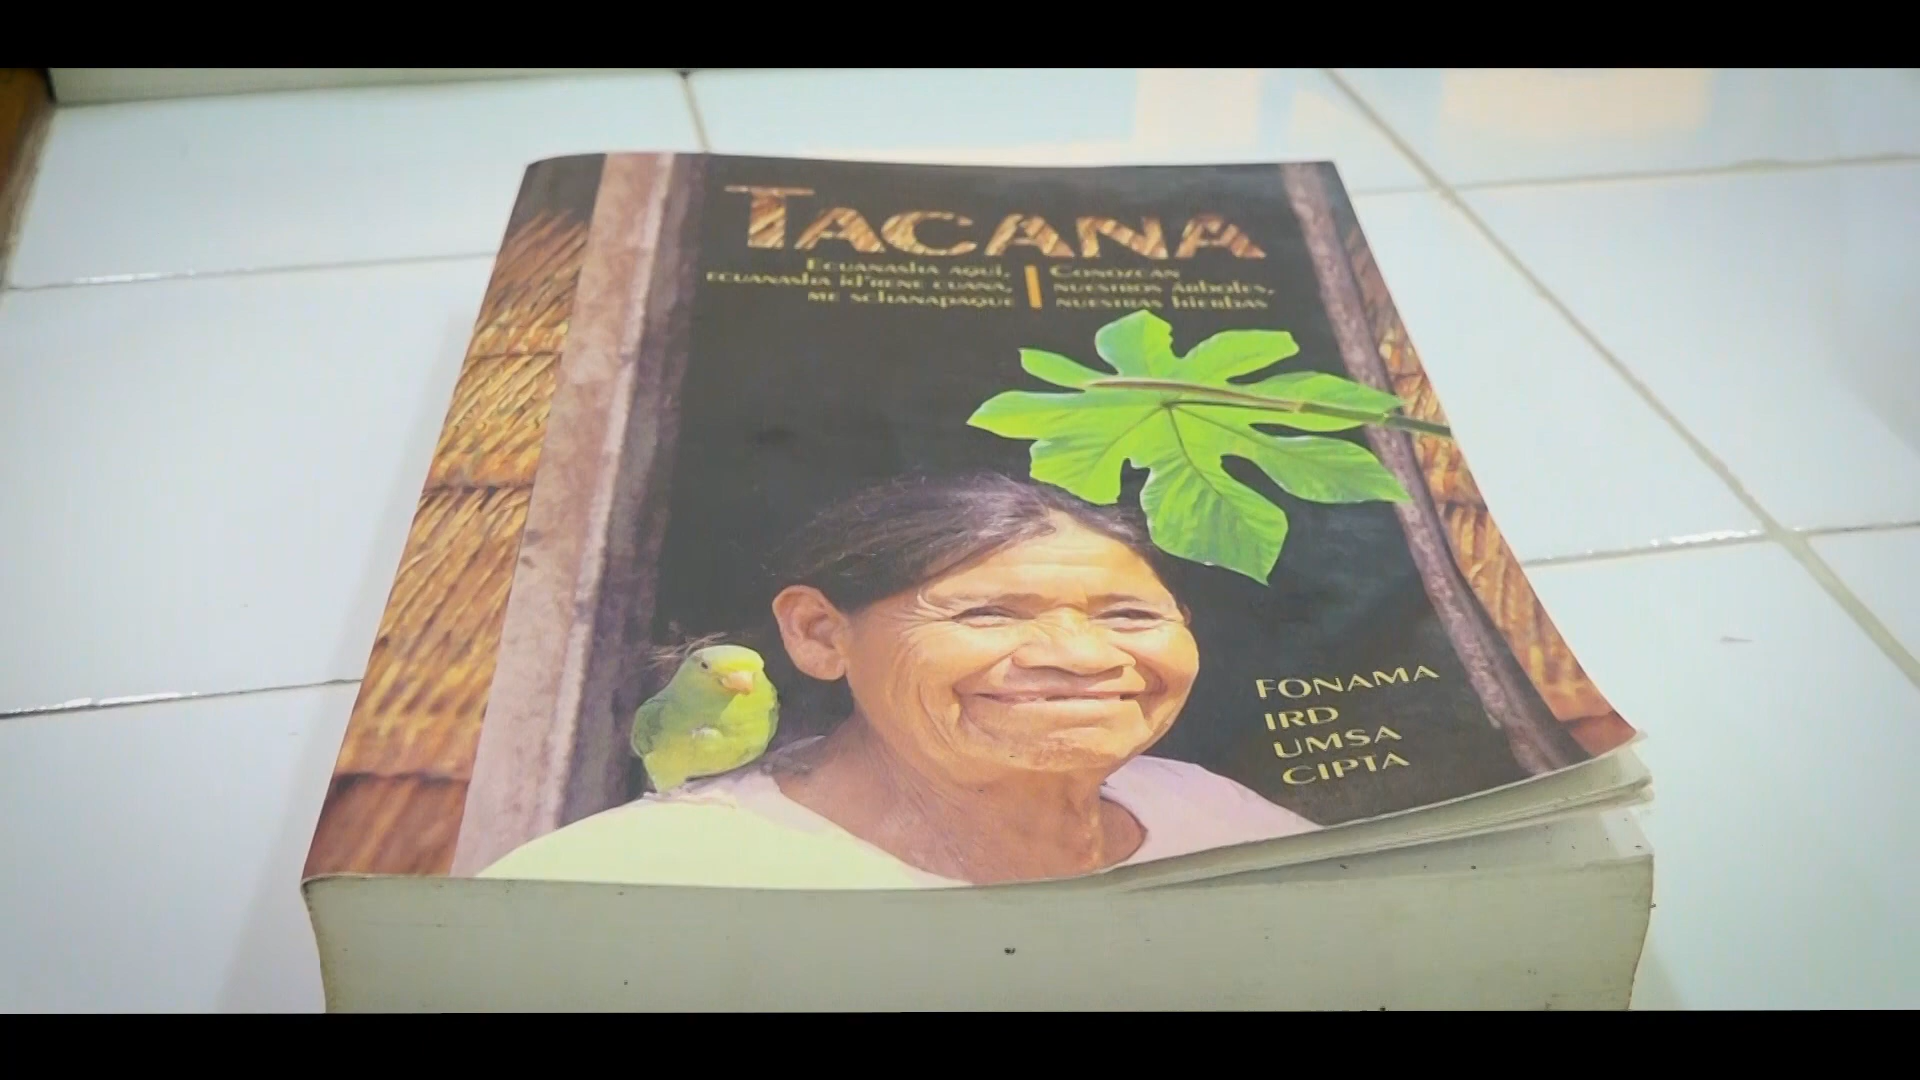 TACANA
Ecuanasha aqui,
ecuanasha id'rene cuana,
me schanapaque
Conozcan
nuestros árboles,
nuestras hierbas
FONAMA
IRD
UMSA
CIPTA